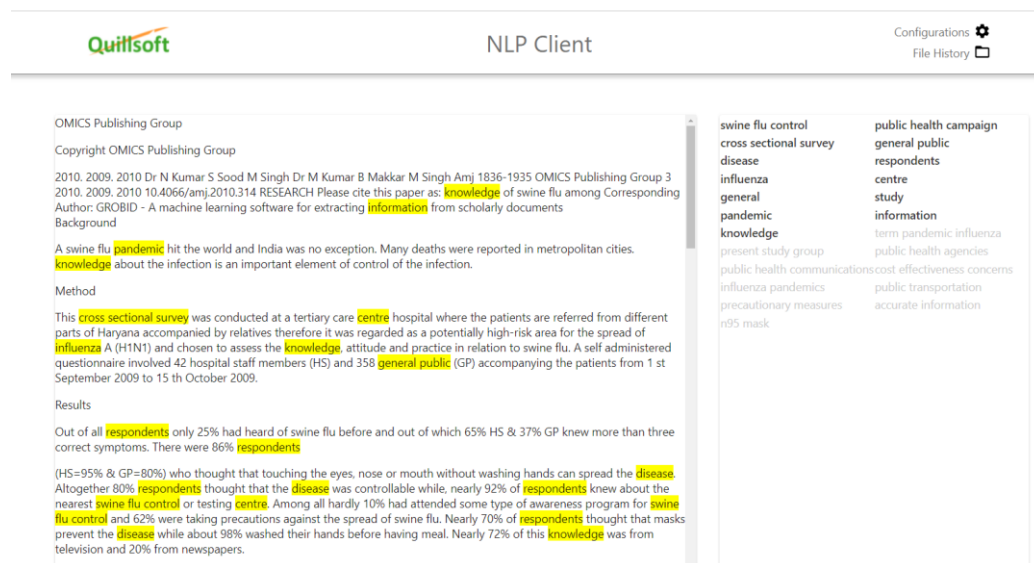 Quillsoft
NLP Client
Configurations
File History
OMICS Publishing Group
Copyright OMICS Publishing Group
2010. 2009. 2010 Dr N Kumar S Sood M Singh Dr M Kumar B Makkar M Singh Amj 1836-1935 OMICS Publishing Group 3
2010. 2009. 2010 10.4066/amj.2010.314 RESEARCH Please cite this paper as: knowledge of swine flu among Corresponding
Author: GROBID - A machine learning software for extracting information from scholarly documents
Background
A swine flu pandemic hit the world and India was no exception. Many deaths were reported in metropolitan cities.
knowledge about the infection is an important element of control of the infection.
Method
This cross sectional survey was conducted at a tertiary care centre hospital where the patients are referred from different
parts of Haryana accompanied by relatives therefore it was regarded as a potentially high-risk area for the spread of
influenza A (H1N1) and chosen to assess the knowledge, attitude and practice in relation to swine flu. A self administered
questionnaire involved 42 hospital staff members (HS) and 358 general public (GP) accompanying the patients from 1 st
September 2009 to 15 th October 2009.
Results
Out of all respondents only 25% had heard of swine flu before and out of which 65% HS & 37% GP knew more than three
correct symptoms. There were 86% respondents
(HS=95% & GP=80%) who thought that touching the eyes, nose or mouth without washing hands can spread the disease.
Altogether 80% respondents thought that the disease was controllable while, nearly 92% of respondents knew about the
nearest swine flu control or testing centre. Among all hardly 10% had attended some type of awareness program for swine
flu control and 62% were taking precautions against the spread of swine flu. Nearly 70% of respondents thought that masks
prevent the disease while about 98% washed their hands before having meal. Nearly 72% of this knowledge was from
television and 20% from newspapers.
swine flu control public health campaign
cross sectional survey general public
disease respondents
influenza centre
general study
pandemic information
knowledge term pandemic influenza
present study group public health agencies
public health communications cost effectiveness concerns
influenza pandemics public transportation
precautionary measures accurate information
n95 mask